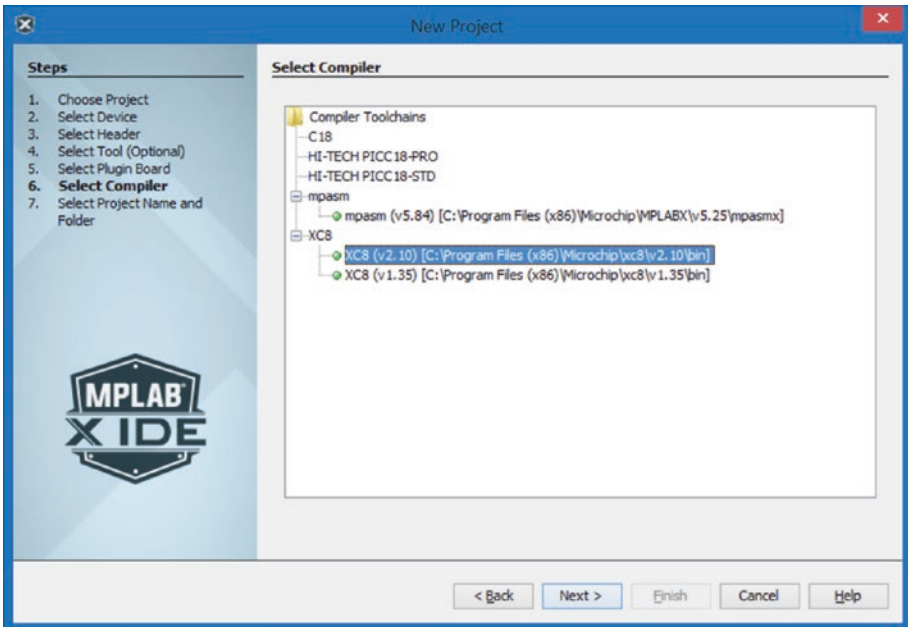 New Project
Steps
1. Choose Project
2. Select Device
3. Select Header
4. Select Tool (Optional)
5. Select Plugin Board
6. Select Compiler
7. Select Project Name and
Folder
MPLAB
X IDE
Select Compiler
Compiler Toolchains
C18
HI-TECH PICC18-PRO
HI-TECH PICC18-STD
mpasm
mpasm (v5.84) [C:\Program Files (x86)\Microchip\MPLABX\v5.25\mpasmx]
XC8
XC8 (v2.10) [C:\Program Files (x86)\Microchip\xc8\v2.10\bin]
XC8 (v1.35) [C:\Program Files (x86)\Microchip\xc8\v1.35\bin]
< Back Next > Finish Cancel Help